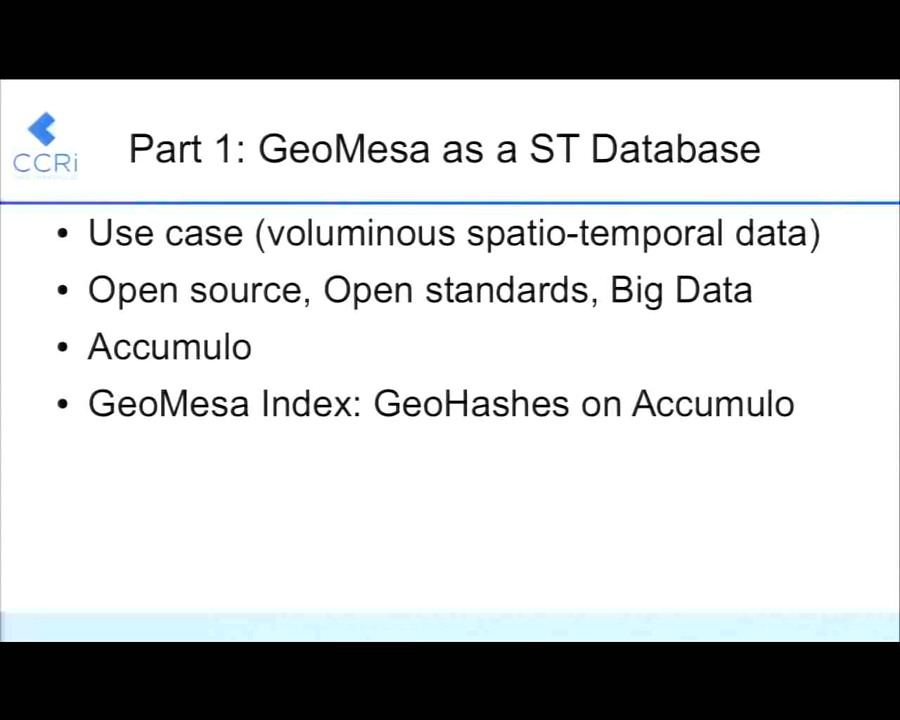 CCRi
Part 1: GeoMesa as a ST Database
• Use case (voluminous spatio-temporal data)
• Open source, Open standards, Big Data
• Accumulo
• GeoMesa Index: GeoHashes on Accumulo